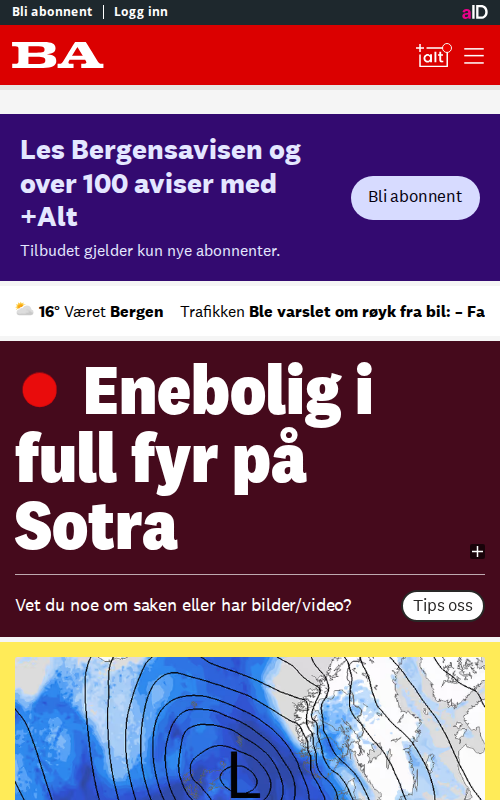 Bli abonnent | Logg inn
aID
BA
+alt
Les Bergensavisen og
over 100 aviser med
+Alt
Bli abonnent
Tilbudet gjelder kun nye abonnenter.
16° Været Bergen Trafikken Ble varslet om røyk fra bil: – Fa
Enebolig i
full fyr på
Sotra
Vet du noe om saken eller har bilder/video?
Tips oss
L